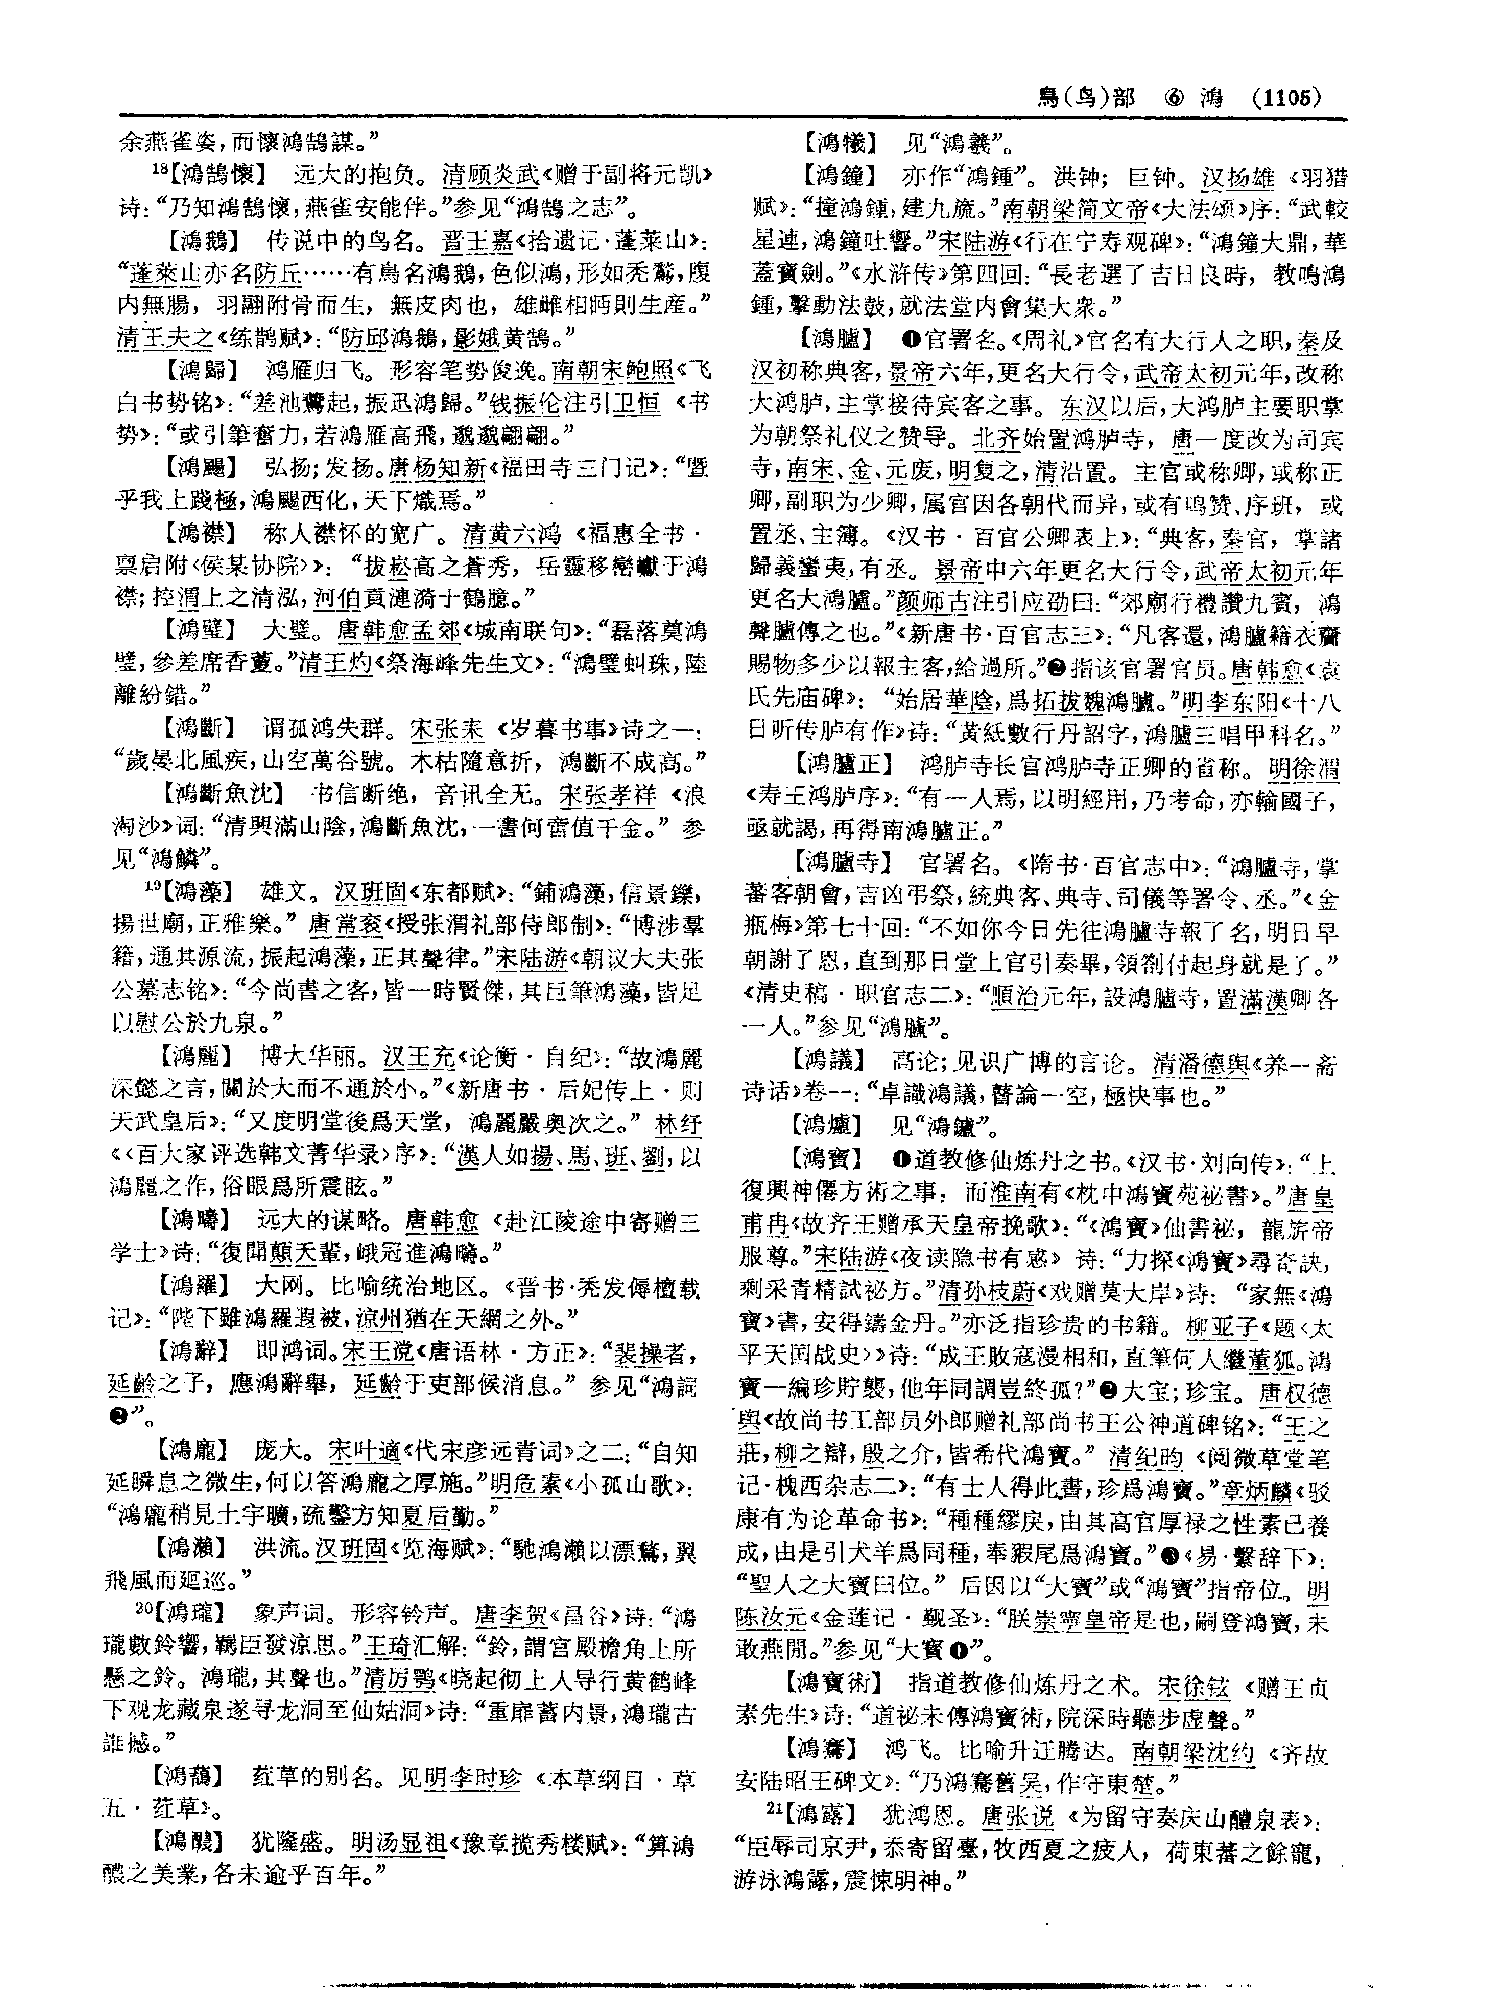 鳥(鸟)部 ⑥ 鴻 (1105)
余燕雀姿,而懷鴻鵠謀。”
¹⁸【鴻鵠懷】 远大的抱负。清顾炎武《赠于副将元凯》
诗:“乃知鴻鵠懷,燕雀安能伴。”参见“鴻鵠之志”。
【鴻鵝】 传说中的鸟名。晋王嘉《拾遗记·蓬莱山》:
“蓬萊山亦名防丘……有鳥名鴻鵝,色似鴻,形如秃鶖,腹
内無腸,羽翮附骨而生,無皮肉也,雄雌相眄則生産。”
清王夫之《练鹊赋》:“防邱鴻鵝,影娥黄鵠。”
【鴻歸】 鸿雁归飞。形容笔势俊逸。南朝宋鲍照《飞
白书势铭》:“差池鷰起,振迅鴻歸。”钱振伦注引卫恒《书
势》:“或引筆奮力,若鴻雁高飛,邈邈翩翩。”
【鴻颺】 弘扬;发扬。唐杨知新《福田寺三门记》:“暨
乎我上踐極,鴻颺西化,天下熾焉。”
【鴻襟】 称人襟怀的宽广。清黄六鸿《福惠全书·
禀启附〈侯某协院〉》:“拔崧高之蒼秀,岳靈移巒巘于鴻
襟;控渭上之清泓,河伯貢漣漪于鶴臆。”
【鴻璧】 大璧。唐韩愈孟郊《城南联句》:“磊落莫鴻
璧,參差席香藑。”清王灼《祭海峰先生文》:“鴻璧虯珠,陸
離紛錯。”
【鴻斷】 谓孤鸿失群。宋张耒《岁暮书事》诗之一:
“歲晏北風疾,山空萬谷號。木枯隨意折,鴻斷不成高。”
【鴻斷魚沈】 书信断绝,音讯全无。宋张孝祥《浪
淘沙》词:“清興滿山陰,鴻斷魚沈,一書何啻值千金。”参
见“鴻鱗”。
¹⁹【鴻藻】 雄文。汉班固《东都赋》:“鋪鴻藻,信景鑠,
揚世廟,正雅樂。”唐常衮《授张渭礼部侍郎制》:“博涉羣
籍,通其源流,振起鴻藻,正其聲律。”宋陆游《朝议大夫张
公墓志铭》:“今尚書之客,皆一時賢傑,其巨筆鴻藻,皆足
以慰公於九泉。”
【鴻麗】 博大华丽。汉王充《论衡·自纪》:“故鴻麗
深懿之言,關於大而不通於小。”《新唐书·后妃传上·则
天武皇后》:“又度明堂後爲天堂,鴻麗嚴奥次之。”林纾
《〈百大家评选韩文菁华录〉序》:“漢人如揚、馬、班、劉,以
鴻麗之作,俗眼爲所震眩。”
【鴻疇】 远大的谋略。唐韩愈《赴江陵途中寄赠三
学士》诗:“復聞顛夭輩,峨冠進鴻疇。”
【鴻羅】 大网。比喻统治地区。《晋书·秃发傉檀载
记》:“陛下雖鴻羅遐被,涼州猶在天網之外。”
【鴻辭】 即鸿词。宋王谠《唐语林·方正》:“裴操者,
延齡之子,應鴻辭舉,延齡于吏部候消息。”参见“鴻詞
❷”。
【鴻龐】 庞大。宋叶適《代宋彦远青词》之二:“自知
延瞬息之微生,何以答鴻龐之厚施。”明危素《小孤山歌》:
“鴻龐稍見土宇曠,疏鑿方知夏后勤。”
【鴻瀨】 洪流。汉班固《览海赋》:“馳鴻瀨以漂鶩,翼
飛風而廻巡。”
²⁰【鴻瓏】 象声词。形容铃声。唐李贺《昌谷》诗:“鴻
瓏數鈴響,羈臣發涼思。”王琦汇解:“鈴,謂宫殿檐角上所
懸之鈴。鴻瓏,其聲也。”清厉鹗《晓起彻上人导行黄鹤峰
下观龙藏泉遂寻龙洞至仙姑洞》诗:“重扉蓄内景,鴻瓏古
誰撼。”
【鴻䕪】 荭草的别名。见明李时珍《本草纲目·草
五·荭草》。
【鴻醲】 犹隆盛。明汤显祖《豫章揽秀楼赋》:“算鴻
醲之美業,各未逾乎百年。”
【鴻犧】 见“鴻羲”。
【鴻鐘】 亦作“鴻鍾”。洪钟;巨钟。汉扬雄《羽猎
赋》:“撞鴻鍾,建九旒。”南朝梁简文帝《大法颂》序:“武骹
星連,鴻鐘吐響。”宋陆游《行在宁寿观碑》:“鴻鐘大鼎,華
蓋寶劍。”《水浒传》第四回:“長老選了吉日良時,教鳴鴻
鍾,擊動法鼓,就法堂内會集大衆。”
【鴻臚】 ❶官署名。《周礼》官名有大行人之职,秦及
汉初称典客,景帝六年,更名大行令,武帝太初元年,改称
大鸿胪,主掌接待宾客之事。东汉以后,大鸿胪主要职掌
为朝祭礼仪之赞导。北齐始置鸿胪寺,唐一度改为司宾
寺,南宋、金、元废,明复之,清沿置。主官或称卿,或称正
卿,副职为少卿,属官因各朝代而异,或有鸣赞、序班,或
置丞、主簿。《汉书·百官公卿表上》:“典客,秦官,掌諸
歸義蠻夷,有丞。景帝中六年更名大行令,武帝太初元年
更名大鴻臚。”颜师古注引应劭曰:“郊廟行禮讚九賓,鴻
聲臚傳之也。”《新唐书·百官志三》:“凡客還,鴻臚籍衣齎
賜物多少以報主客,給過所。”❷指该官署官员。唐韩愈《袁
氏先庙碑》:“始居華陰,爲拓拔魏鴻臚。”明李东阳《十八
日听传胪有作》诗:“黄紙數行丹詔字,鴻臚三唱甲科名。”
【鴻臚正】 鸿胪寺长官鸿胪寺正卿的省称。明徐渭
《寿王鸿胪序》:“有一人焉,以明經用,乃考命,亦輸國子,
亟就謁,再得南鴻臚正。”
【鴻臚寺】 官署名。《隋书·百官志中》:“鴻臚寺,掌
蕃客朝會,吉凶弔祭,統典客、典寺、司儀等署令、丞。”《金
瓶梅》第七十回:“不如你今日先往鴻臚寺報了名,明日早
朝謝了恩,直到那日堂上官引奏畢,領劄付起身就是了。”
《清史稿·职官志二》:“順治元年,設鴻臚寺,置滿漢卿各
一人。”参见“鴻臚”。
【鴻議】 高论;见识广博的言论。清潘德舆《养一斋
诗话》卷一:“卓識鴻議,瞽論一空,極快事也。”
【鴻爐】 见“鴻鑪”。
【鴻寶】 ❶道教修仙炼丹之书。《汉书·刘向传》:“上
復興神僊方術之事,而淮南有《枕中鴻寶苑祕書》。”唐皇
甫冉《故齐王赠承天皇帝挽歌》:“《鴻寶》仙書祕,龍旂帝
服尊。”宋陆游《夜读隐书有感》诗:“力探《鴻寶》尋奇訣,
剩采青精試祕方。”清孙枝蔚《戏赠莫大岸》诗:“家無《鴻
寶》書,安得鑄金丹。”亦泛指珍贵的书籍。柳亚子《题〈太
平天国战史〉》诗:“成王敗寇漫相和,直筆何人繼董狐。鴻
寶一編珍貯襲,他年同調豈終孤?”❷大宝;珍宝。唐权德
舆《故尚书工部员外郎赠礼部尚书王公神道碑铭》:“王之
莊,柳之辯,殷之介,皆希代鴻寶。”清纪昀《阅微草堂笔
记·槐西杂志二》:“有士人得此書,珍爲鴻寶。”章炳麟《驳
康有为论革命书》:“種種繆戾,由其高官厚禄之性素已養
成,由是引犬羊爲同種,奉豭尾爲鴻寶。”❸《易·繫辞下》:
“聖人之大寶曰位。”后因以“大寶”或“鴻寶”指帝位。明
陈汝元《金莲记·觐圣》:“朕崇寧皇帝是也,嗣登鴻寶,未
敢燕閒。”参见“大寶❶”。
【鴻寶術】 指道教修仙炼丹之术。宋徐铉《赠王贞
素先生》诗:“道祕未傳鴻寶術,院深時聽步虚聲。”
【鴻騫】 鸿飞。比喻升迁腾达。南朝梁沈约《齐故
安陆昭王碑文》:“乃鴻騫舊吴,作守東楚。”
²¹【鴻露】 犹鸿恩。唐张说《为留守奏庆山醴泉表》:
“臣辱司京尹,忝寄留臺,牧西夏之疲人,荷東蕃之餘寵,
游泳鴻露,震悚明神。”